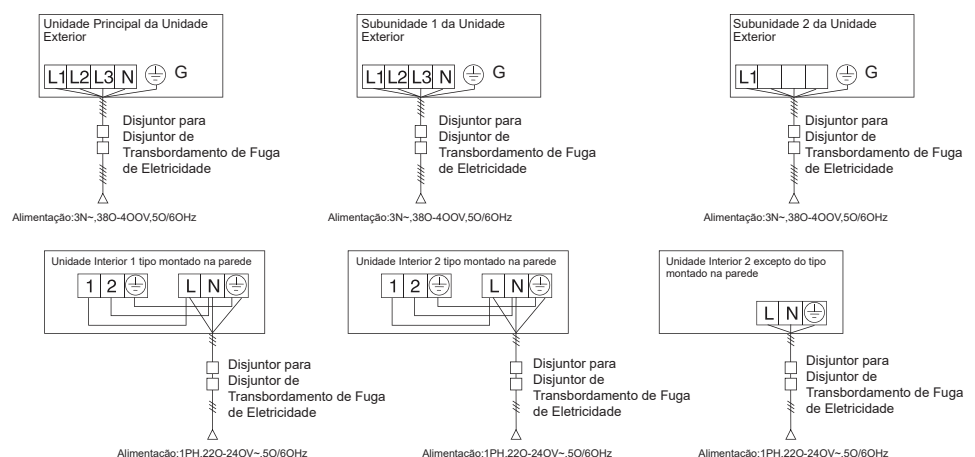 Unidade Principal da Unidade
Exterior
L1 L2 L3 N G
Disjuntor para
Disjuntor de
Transbordamento de Fuga
de Eletricidade
Alimentação:3N~,38O-4OOV,5O/6OHz
Subunidade 1 da Unidade
Exterior
L1 L2 L3 N G
Disjuntor para
Disjuntor de
Transbordamento de Fuga
de Eletricidade
Alimentação:3N~,38O-4OOV,5O/6OHz
Subunidade 2 da Unidade
Exterior
L1 G
Disjuntor para
Disjuntor de
Transbordamento de Fuga
de Eletricidade
Alimentação:3N~,38O-4OOV,5O/6OHz
Unidade Interior 1 tipo montado na parede
1 2 L N
Disjuntor para
Disjuntor de
Transbordamento de Fuga
de Eletricidade
Alimentação:1PH,22O-24OV~,5O/6OHz
Unidade Interior 2 tipo montado na parede
1 2 L N
Disjuntor para
Disjuntor de
Transbordamento de Fuga
de Eletricidade
Alimentação:1PH,22O-24OV~,5O/6OHz
Unidade Interior 2 excepto do tipo
montado na parede
L N
Disjuntor para
Disjuntor de
Transbordamento de Fuga
de Eletricidade
Alimentação:1PH,22O-24OV~,5O/6OHz